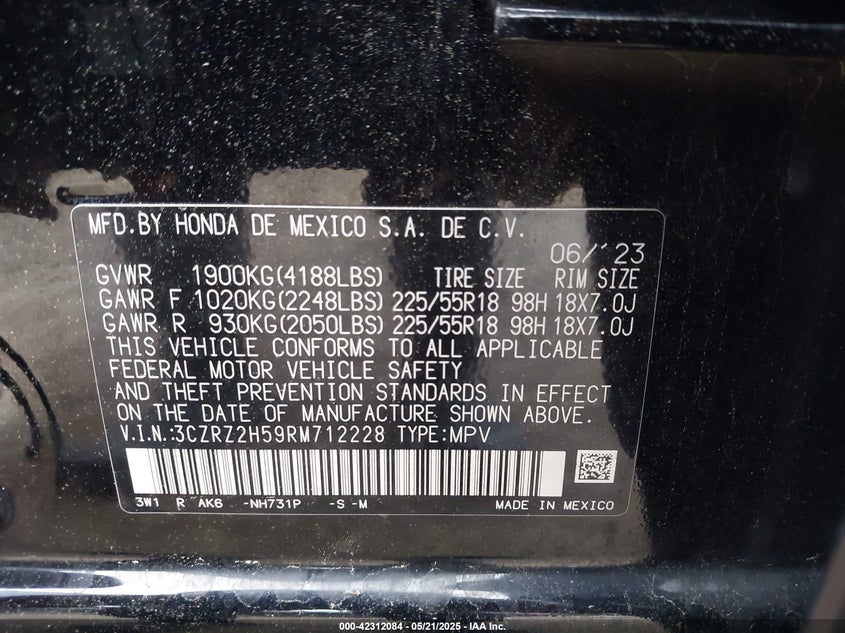 MFD.BY HONDA DE MEXICO S.A. DE C.V.
06/'23
GVWR 1900KG(4188LBS) TIRE SIZE RIM SIZE
GAWR F 1020KG(2248LBS) 225/55R18 98H 18X7.0J
GAWR R 930KG(2050LBS) 225/55R18 98H 18X7.0J
THIS VEHICLE CONFORMS TO ALL APPLICABLE
FEDERAL MOTOR VEHICLE SAFETY
AND THEFT PREVENTION STANDARDS IN EFFECT
ON THE DATE OF MANUFACTURE SHOWN ABOVE.
V.I.N.:3CZRZ2H59RM712228 TYPE:MPV
3W1 R AK6 -NH731P -S -M MADE IN MEXICO
000-42312084 - 05/21/2025 - IAA Inc.